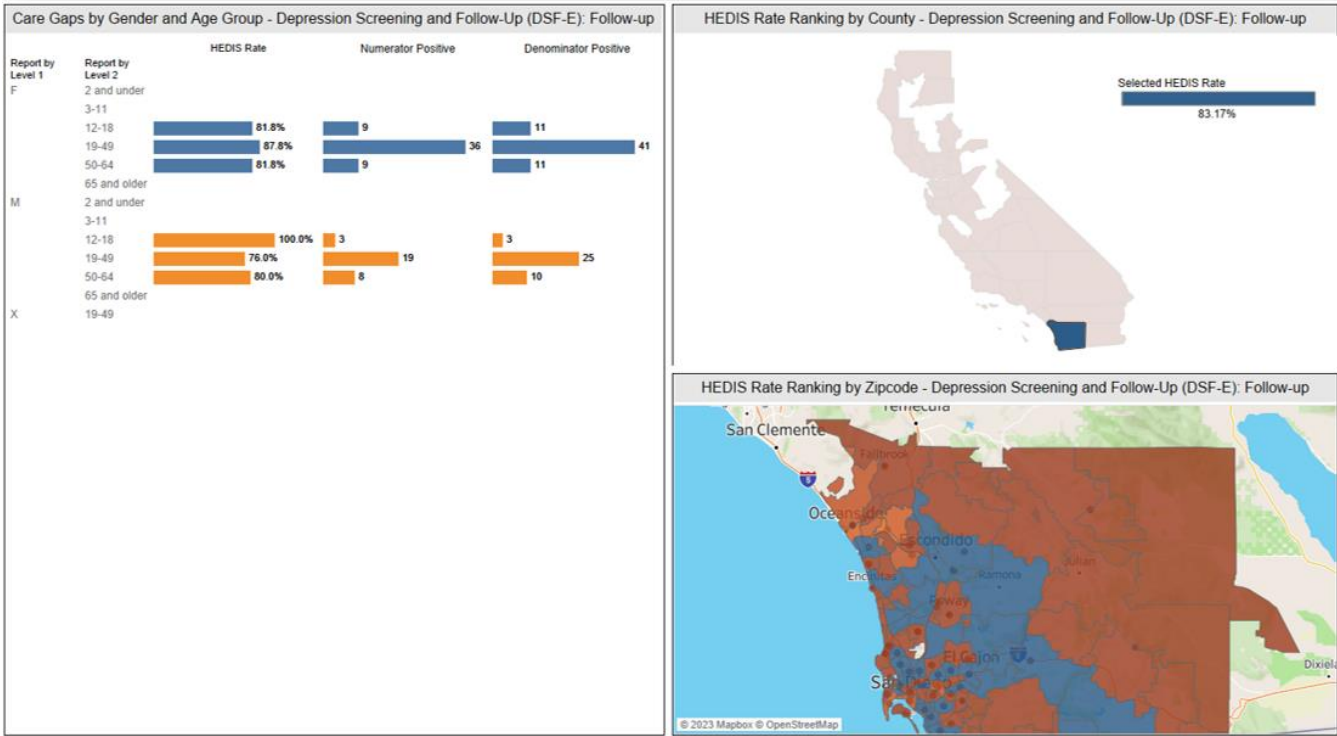 Care Gaps by Gender and Age Group - Depression Screening and Follow-Up (DSF-E): Follow-up
HEDIS Rate Numerator Positive Denominator Positive
Report by Level 1 Report by Level 2
F 2 and under
3-11
12-18 81.8% 9 11
19-49 87.8% 36 41
50-64 81.8% 9 11
65 and older
M 2 and under
3-11
12-18 100.0% 3 3
19-49 76.0% 19 25
50-64 80.0% 8 10
65 and older
X 19-49
HEDIS Rate Ranking by County - Depression Screening and Follow-Up (DSF-E): Follow-up
Selected HEDIS Rate
83.17%
HEDIS Rate Ranking by Zipcode - Depression Screening and Follow-Up (DSF-E): Follow-up
Temecula
San Clemente
Fallbrook
5
Oceanside
Escondido
Encinitas
Ramona
Julian
Poway
El Cajon
8
San Diego
Dixiela
© 2023 Mapbox © OpenStreetMap